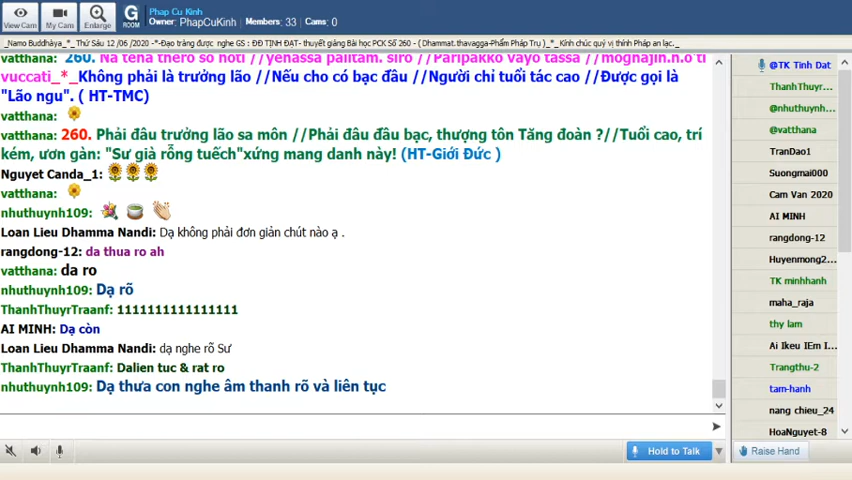 View Cam
My Cam
Enlarge
G ROOM
Phap Cu Kinh
Owner: PhapCuKinh Members: 33 Cams: 0
_Namo Buddhàya_*_ Thứ Sáu 12 /06 /2020 -*-Đạo tràng được nghe GS : ĐĐ TỊNH ĐẠT- thuyết giảng Bài học PCK Số 260 - ( Dhammat.thavagga-Phẩm Pháp Trụ )_*_ Kính chúc quý vị thính Pháp an lạc._
vatthana: 260. Na tena thero so hoti //yenassa palitam. siro //Paripakko vayo tassa //moghajin.n.o ti
vuccati_*_Không phải là trưởng lão //Nếu cho có bạc đầu //Người chỉ tuổi tác cao //Được gọi là
"Lão ngu". ( HT-TMC)
vatthana:
vatthana: 260. Phải đâu trưởng lão sa môn //Phải đâu đầu bạc, thượng tôn Tăng đoàn ?//Tuổi cao, trí
kém, ươn gàn: "Sư già rỗng tuếch"xứng mang danh này! (HT-Giới Đức )
Nguyet Canda_1:
vatthana:
nhuthuynh109:
Loan Lieu Dhamma Nandi: Dạ không phải đơn giản chút nào ạ .
rangdong-12: da thua ro ah
vatthana: da ro
nhuthuynh109: Dạ rõ
ThanhThuyrTraanf: 1111111111111111
AI MINH: Dạ còn
Loan Lieu Dhamma Nandi: dạ nghe rõ Sư
ThanhThuyrTraanf: Dalien tuc & rat ro
nhuthuynh109: Dạ thưa con nghe âm thanh rõ và liên tục
Hold to Talk
@TK Tinh Dat
ThanhThuyr...
@nhuthuynh...
@vatthana
TranDao1
Suongmai000
Cam Van 2020
AI MINH
rangdong-12
Huyenmong2...
TK minhhanh
maha_raja
thy lam
Ai Ikeu IEm I...
Trangthu-2
tam-hanh
nang chieu_24
HoaNguyet-8
Raise Hand